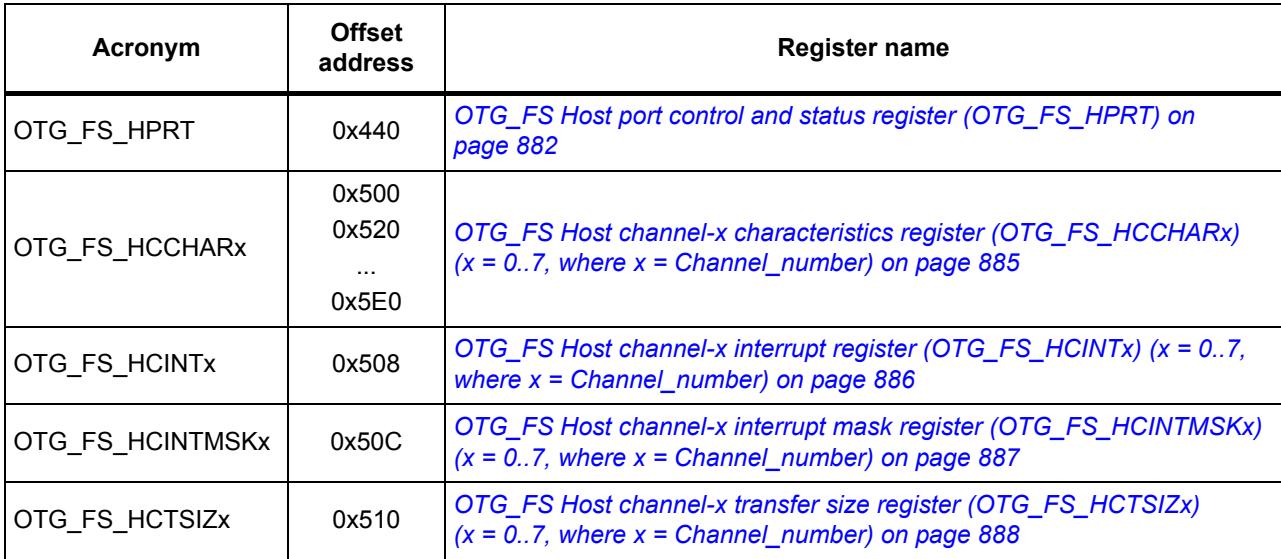 Acronym
Offset
address
Register name
OTG_FS_HPRT
0x440
OTG_FS Host port control and status register (OTG_FS_HPRT) on
page 882
OTG_FS_HCCHARx
0x500
0x520
...
0x5E0
OTG_FS Host channel-x characteristics register (OTG_FS_HCCHARx)
(x = 0..7, where x = Channel_number) on page 885
OTG_FS_HCINTx
0x508
OTG_FS Host channel-x interrupt register (OTG_FS_HCINTx) (x = 0..7,
where x = Channel_number) on page 886
OTG_FS_HCINTMSKx
0x50C
OTG_FS Host channel-x interrupt mask register (OTG_FS_HCINTMSKx)
(x = 0..7, where x = Channel_number) on page 887
OTG_FS_HCTSIZx
0x510
OTG_FS Host channel-x transfer size register (OTG_FS_HCTSIZx)
(x = 0..7, where x = Channel_number) on page 888